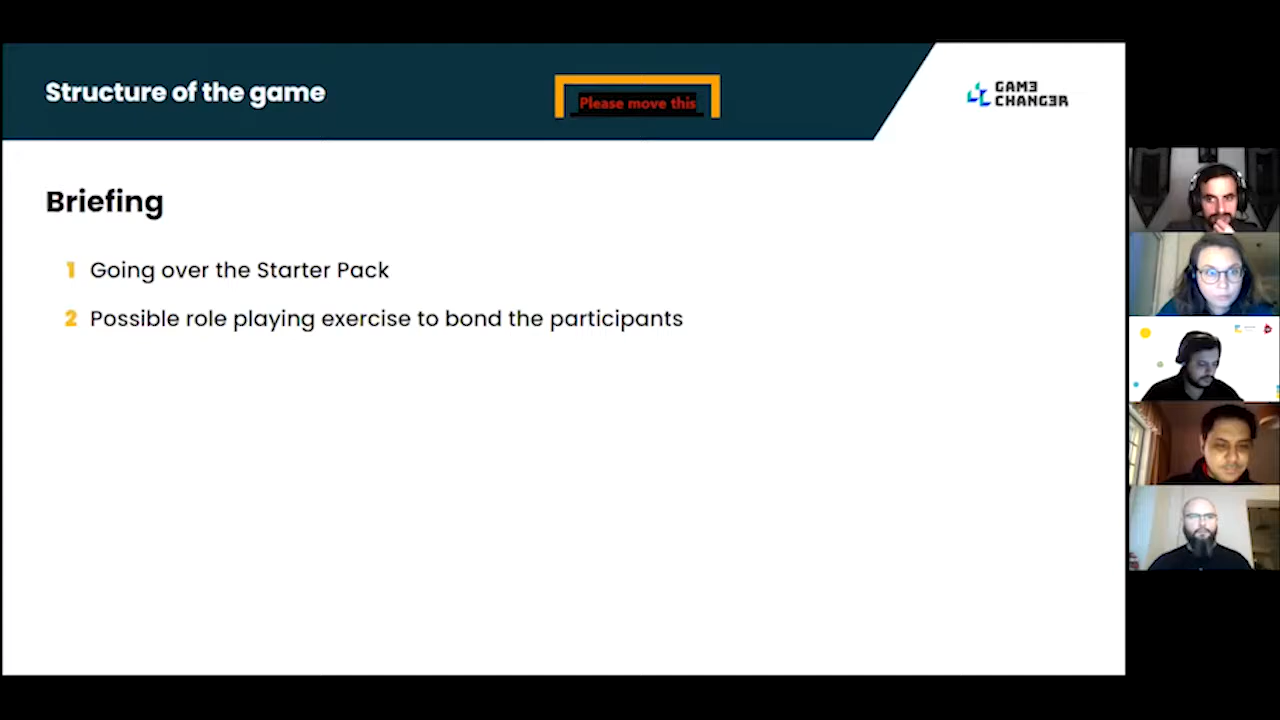 Structure of the game
Please move this
GAM3
CHANG3R
Briefing
1 Going over the Starter Pack
2 Possible role playing exercise to bond the participants